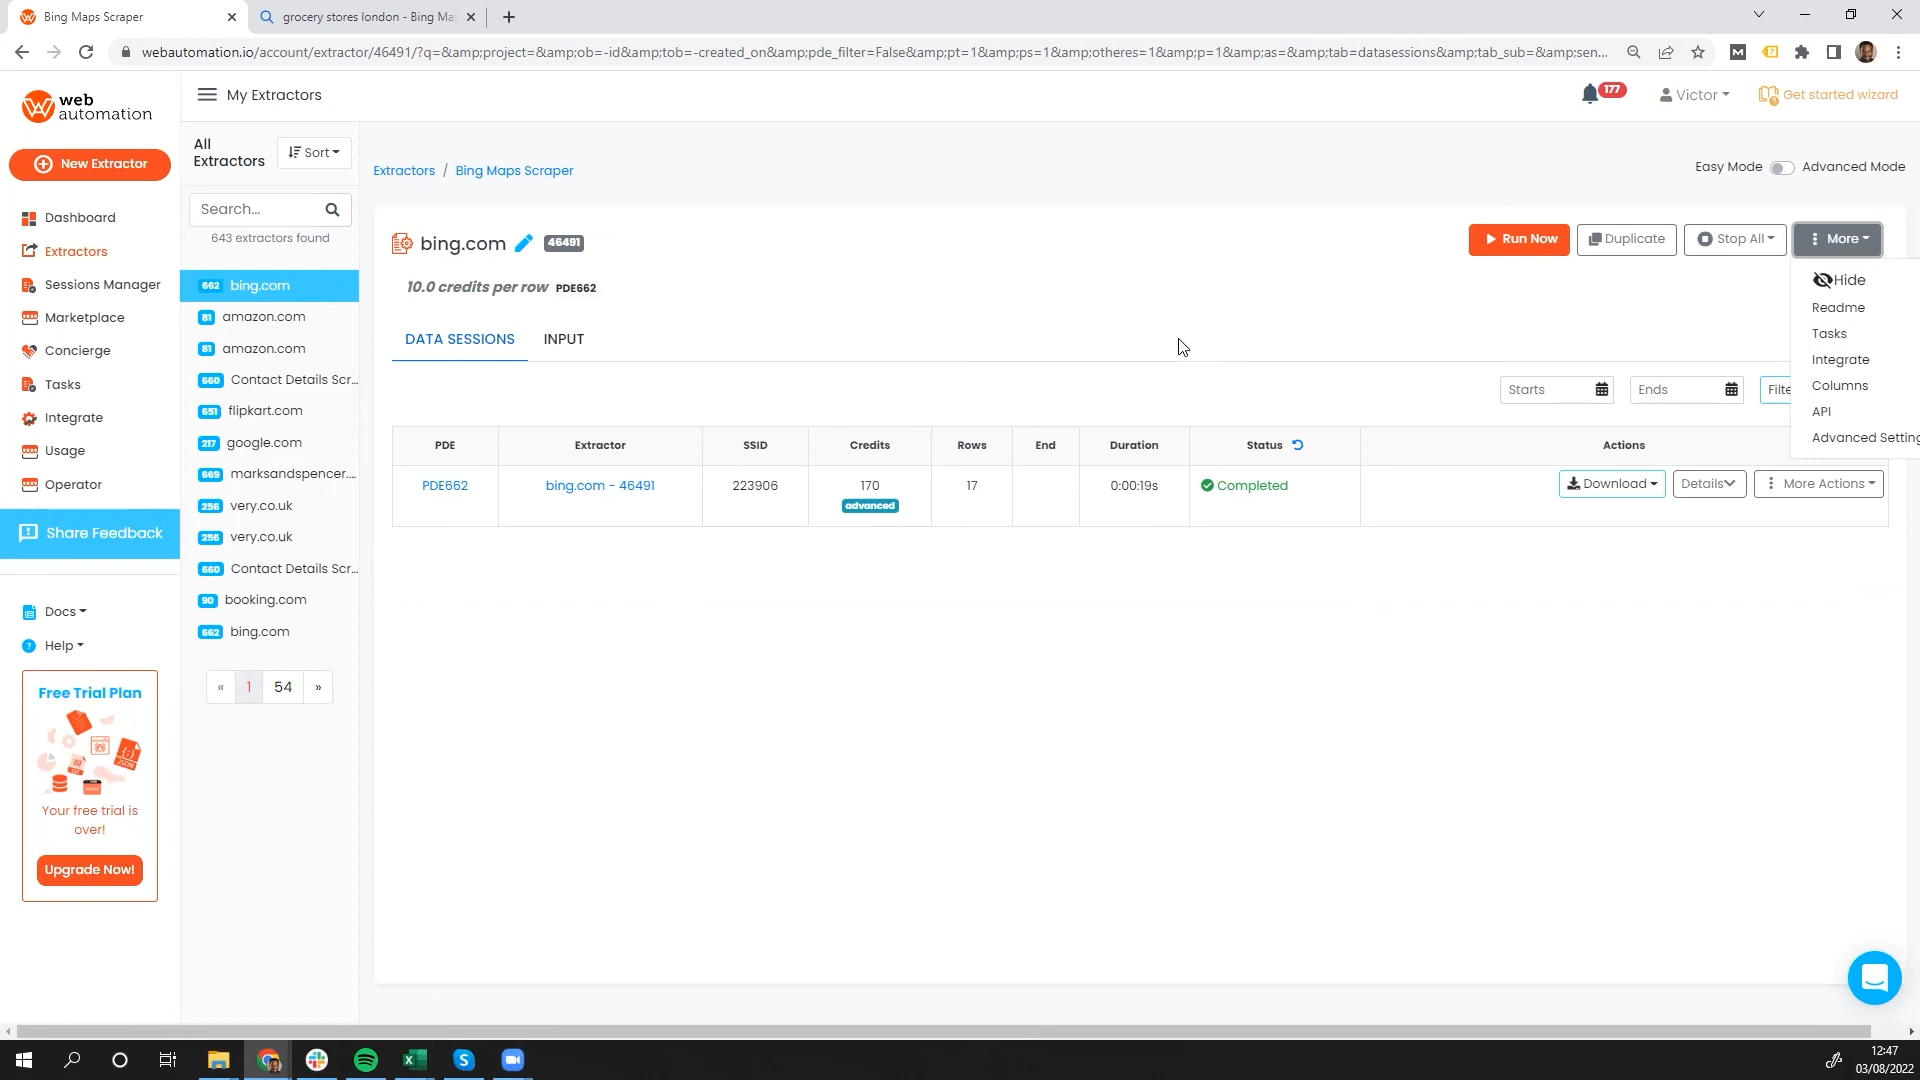 Bing Maps Scraper
grocery stores london - Bing Ma
webautomation.io/account/extractor/46491/?q=&amp;project=&amp;ob=-id&amp;tob=-created_on&amp;pde_filter=False&amp;pt=1&amp;ps=1&amp;otheres=1&amp;p=1&amp;as=&amp;tab=datasessions&amp;tab_sub=&amp;sen...
web
automation
My Extractors
177
Victor
Get started wizard
New Extractor
Dashboard
Extractors
Sessions Manager
Marketplace
Concierge
Tasks
Integrate
Usage
Operator
Share Feedback
Docs
Help
Free Trial Plan
Your free trial is
over!
Upgrade Now!
All
Extractors
Sort
Search...
643 extractors found
662 bing.com
81 amazon.com
81 amazon.com
660 Contact Details Scr...
651 flipkart.com
217 google.com
669 marksandspencer....
256 very.co.uk
256 very.co.uk
660 Contact Details Scr...
90 booking.com
662 bing.com
« 1 54 »
Extractors / Bing Maps Scraper
Easy Mode Advanced Mode
bing.com 46491
Run Now Duplicate Stop All More
Hide
Readme
Tasks
Integrate
Columns
API
Advanced Setting
10.0 credits per row PDE662
DATA SESSIONS INPUT
Starts Ends Filte
PDE Extractor SSID Credits Rows End Duration Status Actions
PDE662 bing.com - 46491 223906 170 17 0:00:19s Completed Download Details More Actions
advanced
12:47
03/08/2022